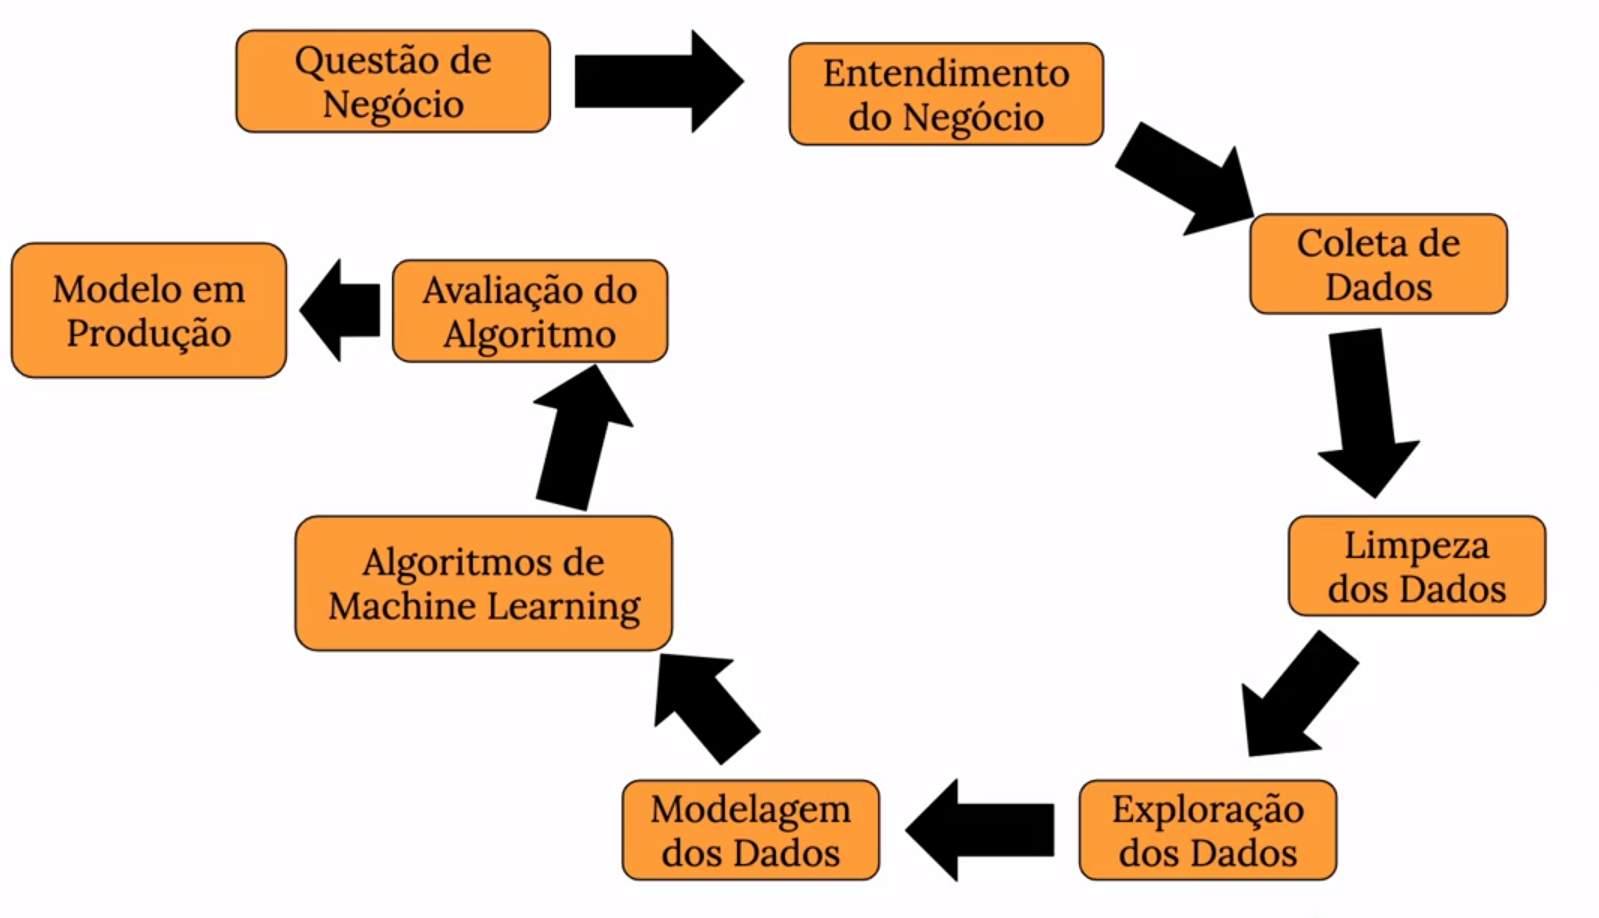 Questão de
Negócio
Entendimento
do Negócio
Coleta de
Dados
Limpeza
dos Dados
Exploração
dos Dados
Modelagem
dos Dados
Algoritmos de
Machine Learning
Avaliação do
Algoritmo
Modelo em
Produção